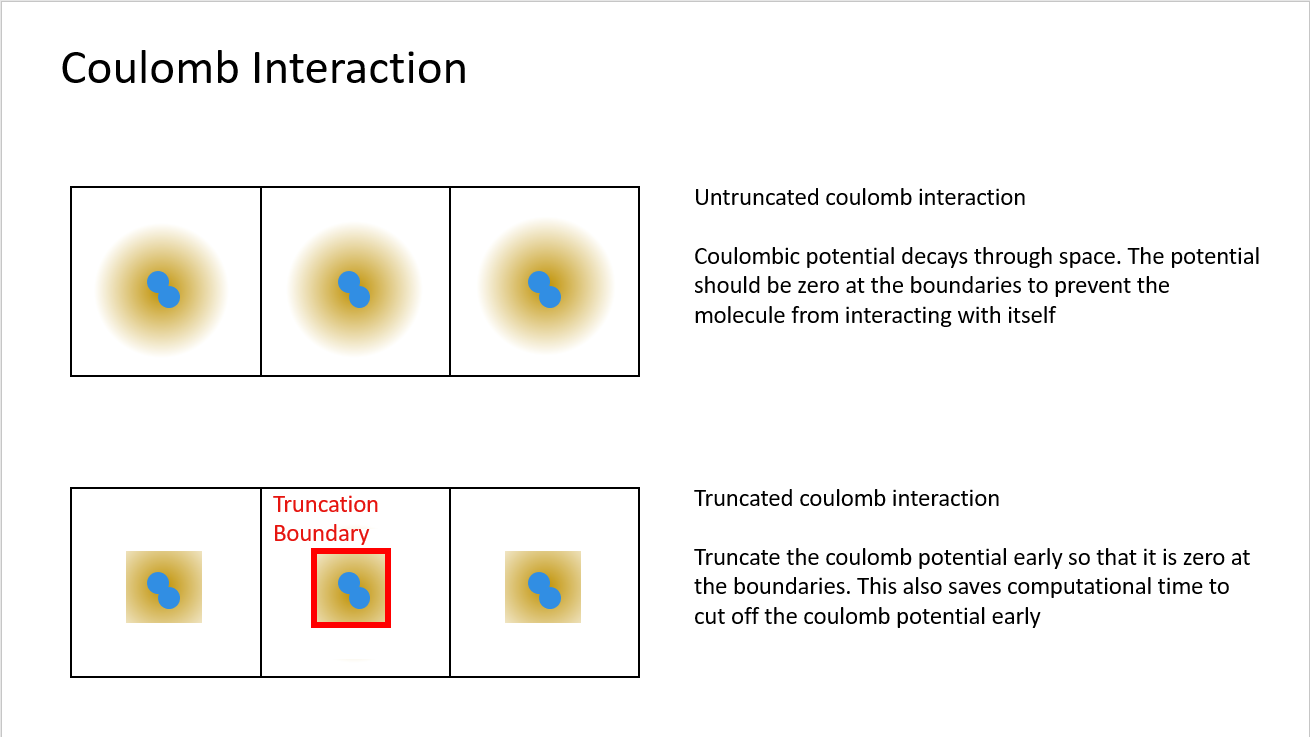 Coulomb Interaction
Untruncated coulomb interaction
Coulombic potential decays through space. The potential
should be zero at the boundaries to prevent the
molecule from interacting with itself
Truncation
Boundary
Truncated coulomb interaction
Truncate the coulomb potential early so that it is zero at
the boundaries. This also saves computational time to
cut off the coulomb potential early